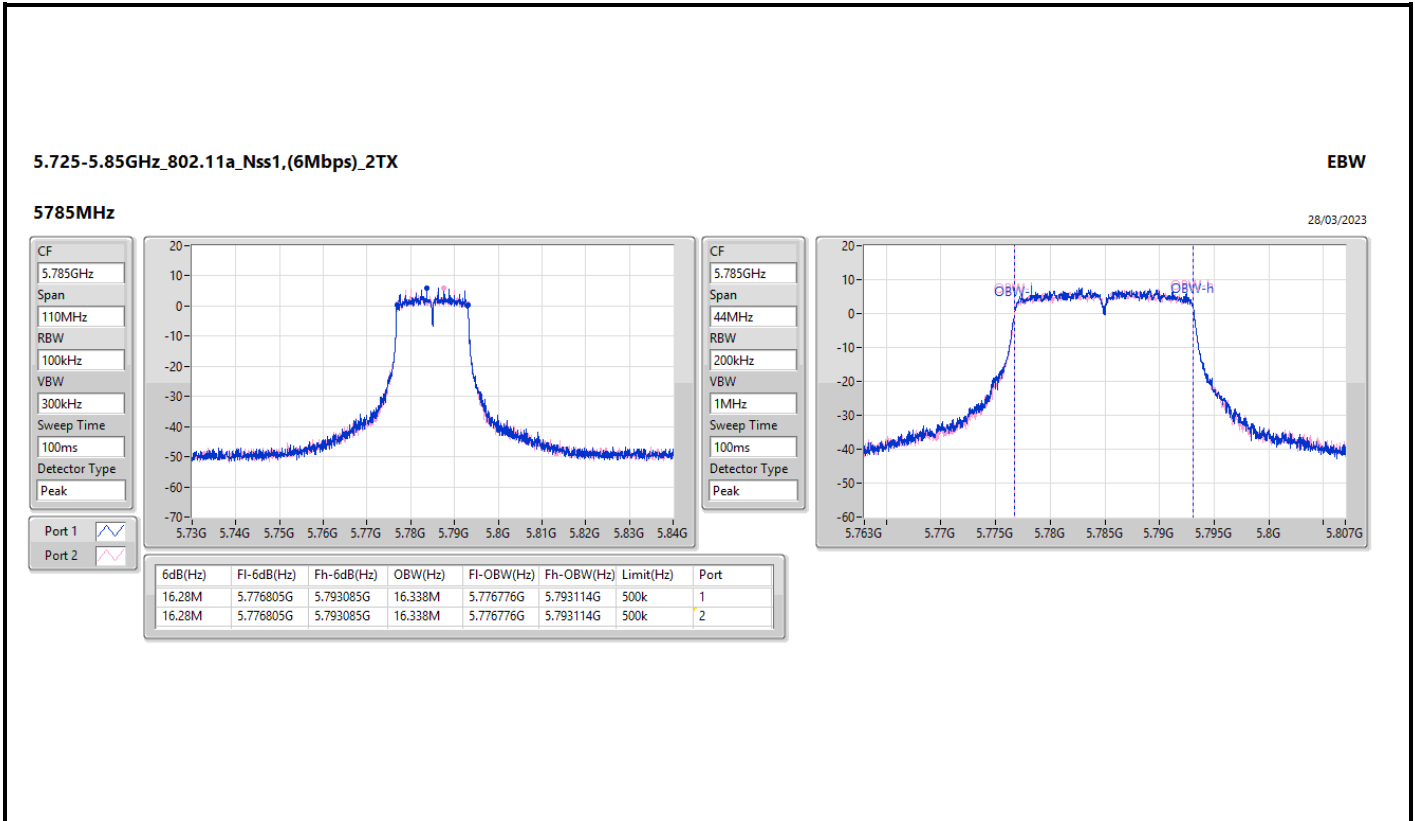 5.725-5.85GHz_802.11a_Nss1,(6Mbps)_2TX
EBW
5785MHz
28/03/2023
CF
5.785GHz
Span
110MHz
RBW
100kHz
VBW
300kHz
Sweep Time
100ms
Detector Type
Peak
Port 1
Port 2
20
10
0
-10
-20
-30
-40
-50
-60
-70
5.73G 5.74G 5.75G 5.76G 5.77G 5.78G 5.79G 5.8G 5.81G 5.82G 5.83G 5.84G
CF
5.785GHz
Span
44MHz
RBW
200kHz
VBW
1MHz
Sweep Time
100ms
Detector Type
Peak
20
10
0
-10
-20
-30
-40
-50
-60
OBW-l OBW-h
5.763G 5.77G 5.775G 5.78G 5.785G 5.79G 5.795G 5.8G 5.807G
6dB(Hz) Fl-6dB(Hz) Fh-6dB(Hz) OBW(Hz) Fl-OBW(Hz) Fh-OBW(Hz) Limit(Hz) Port
16.28M 5.776805G 5.793085G 16.338M 5.776776G 5.793114G 500k 1
16.28M 5.776805G 5.793085G 16.338M 5.776776G 5.793114G 500k 2